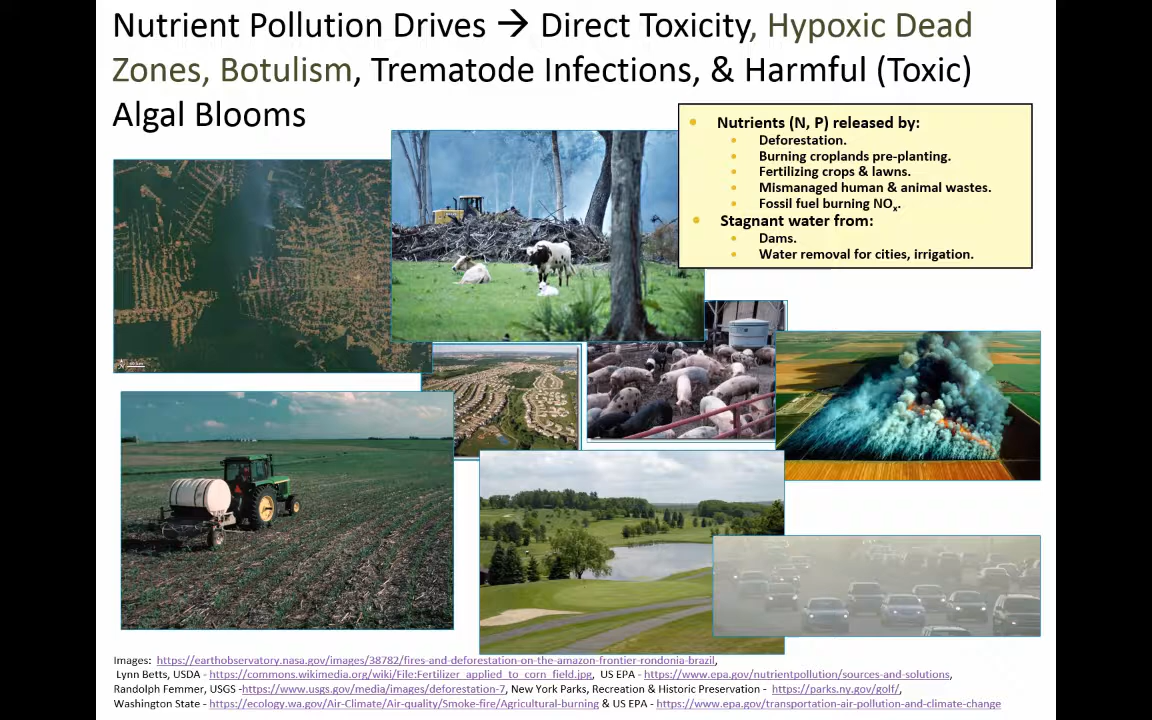 Nutrient Pollution Drives → Direct Toxicity, Hypoxic Dead
Zones, Botulism, Trematode Infections, & Harmful (Toxic)
Algal Blooms
• Nutrients (N, P) released by:
• Deforestation.
• Burning croplands pre-planting.
• Fertilizing crops & lawns.
• Mismanaged human & animal wastes.
• Fossil fuel burning NOx.
• Stagnant water from:
• Dams.
• Water removal for cities, irrigation.
Images: https://earthobservatory.nasa.gov/images/38782/fires-and-deforestation-on-the-amazon-frontier-rondonia-brazil,
Lynn Betts, USDA - https://commons.wikimedia.org/wiki/File:Fertilizer_applied_to_corn_field.jpg, US EPA - https://www.epa.gov/nutrientpollution/sources-and-solutions,
Randolph Femmer, USGS -https://www.usgs.gov/media/images/deforestation-7, New York Parks, Recreation & Historic Preservation - https://parks.ny.gov/golf/,
Washington State - https://ecology.wa.gov/Air-Climate/Air-quality/Smoke-fire/Agricultural-burning & US EPA - https://www.epa.gov/transportation-air-pollution-and-climate-change